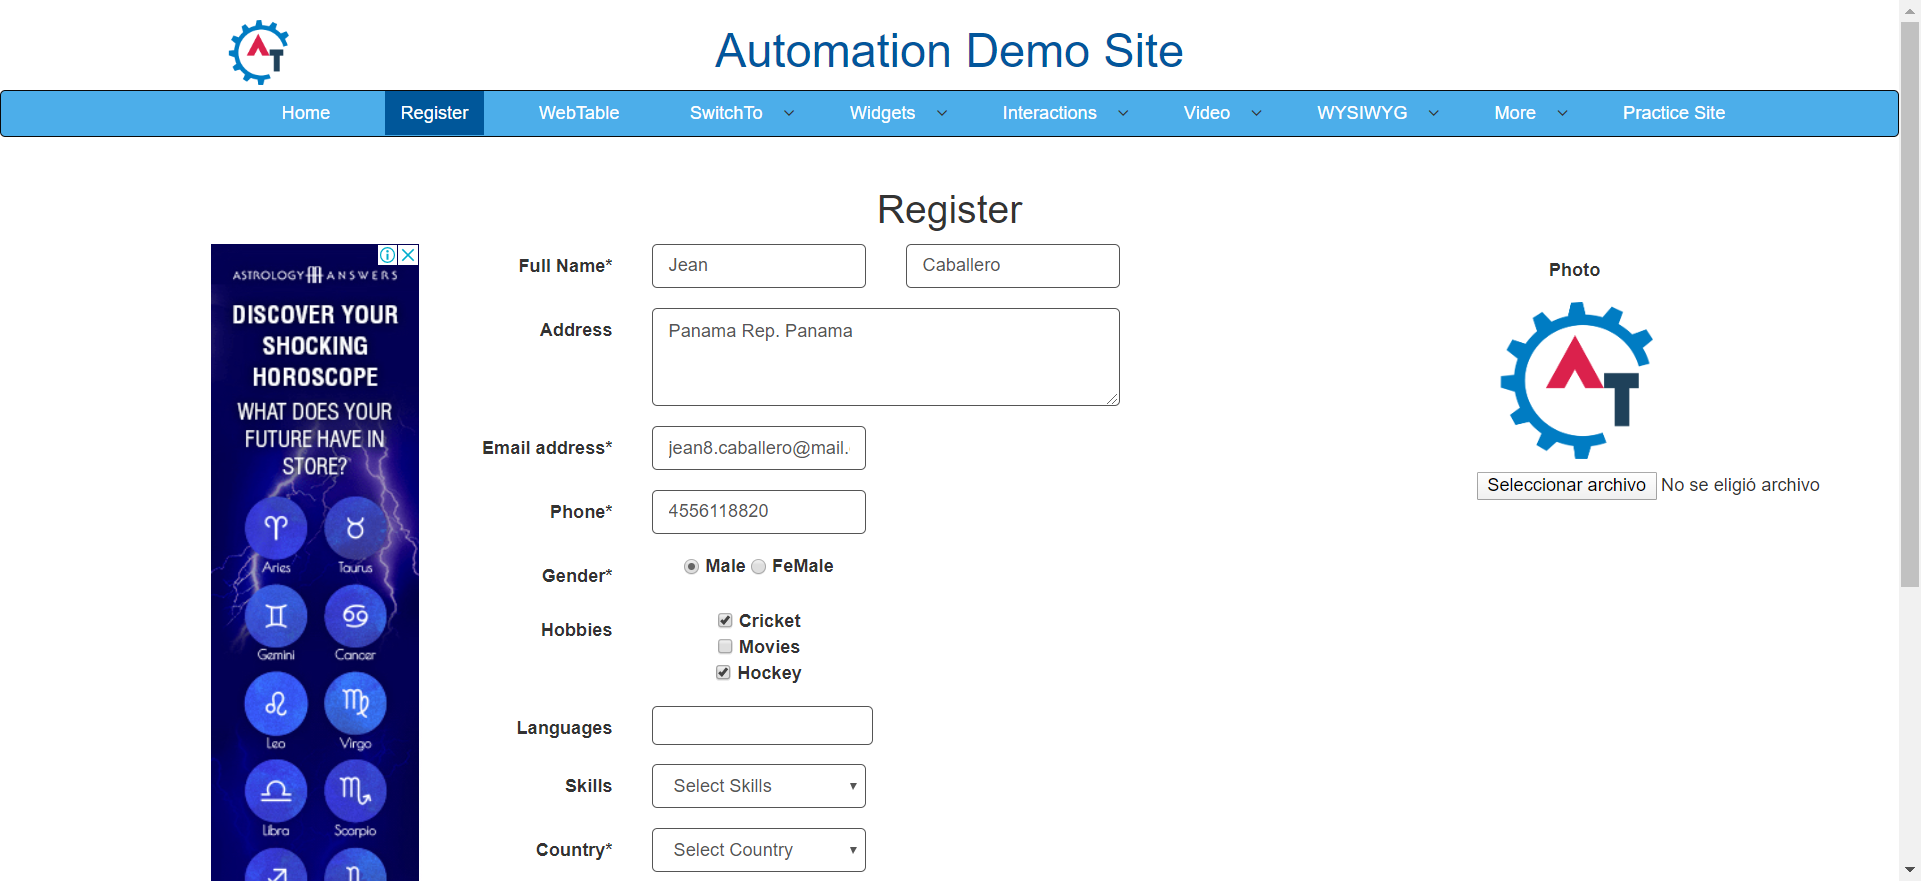 Automation Demo Site
Home Register WebTable SwitchTo Widgets Interactions Video WYSIWYG More Practice Site
Register
ASTROLOGY ANSWERS
DISCOVER YOUR
SHOCKING
HOROSCOPE
WHAT DOES YOUR
FUTURE HAVE IN
STORE?
Aries Taurus
Gemini Cancer
Leo Virgo
Libra Scorpio
Full Name* Jean Caballero
Address Panama Rep. Panama
Email address* jean8.caballero@mail.
Phone* 4556118820
Gender* Male FeMale
Hobbies Cricket
Movies
Hockey
Languages
Skills Select Skills
Country* Select Country
Photo
AT
Seleccionar archivo No se eligió archivo